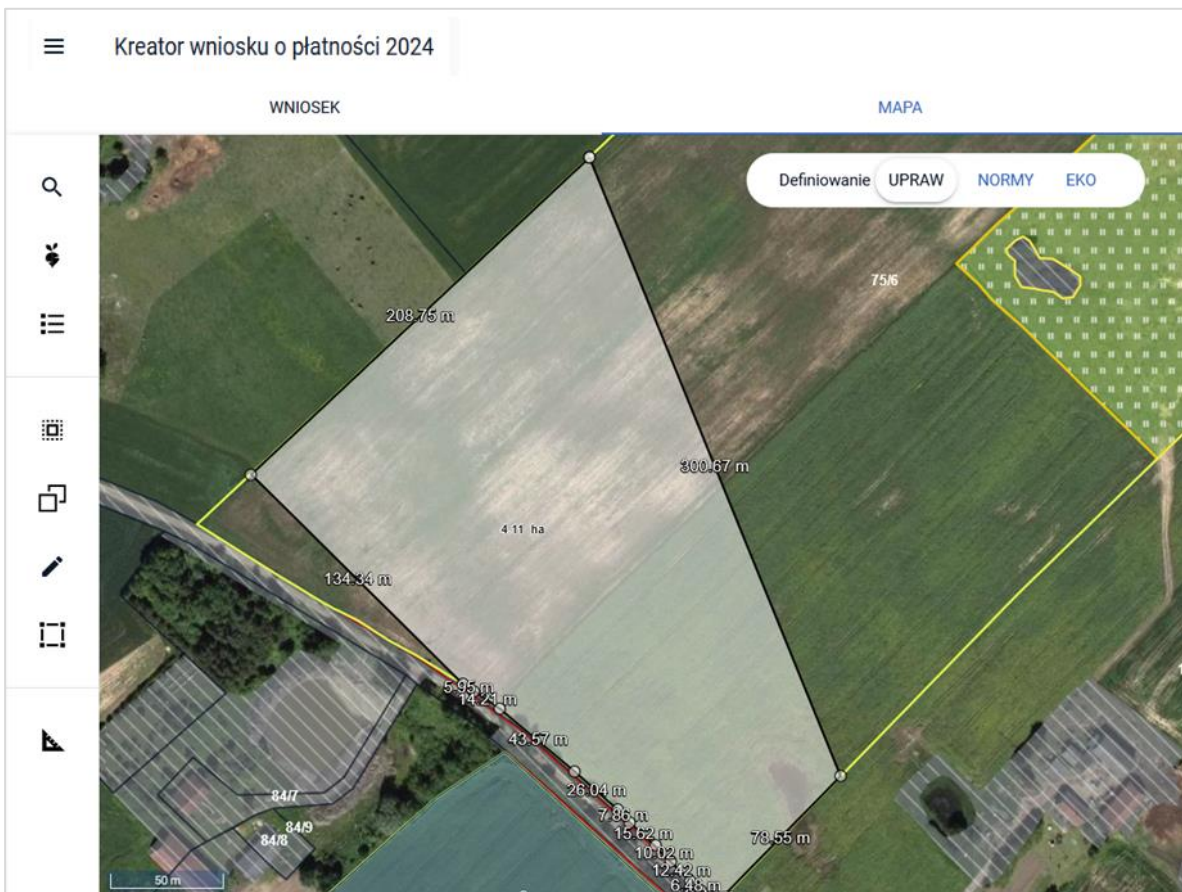 Kreator wniosku o płatności 2024
WNIOSEK
MAPA
Definiowanie UPRAW NORMY EKO
75/6
208.75 m
300.67 m
4 11 ha
134.34 m
5.95 m
14.21 m
43.57 m
26.04 m
7.86 m
84/7
15.62 m
84/9
78.55 m
84/8
10.02 m
12.42 m
6.48 m
50 m